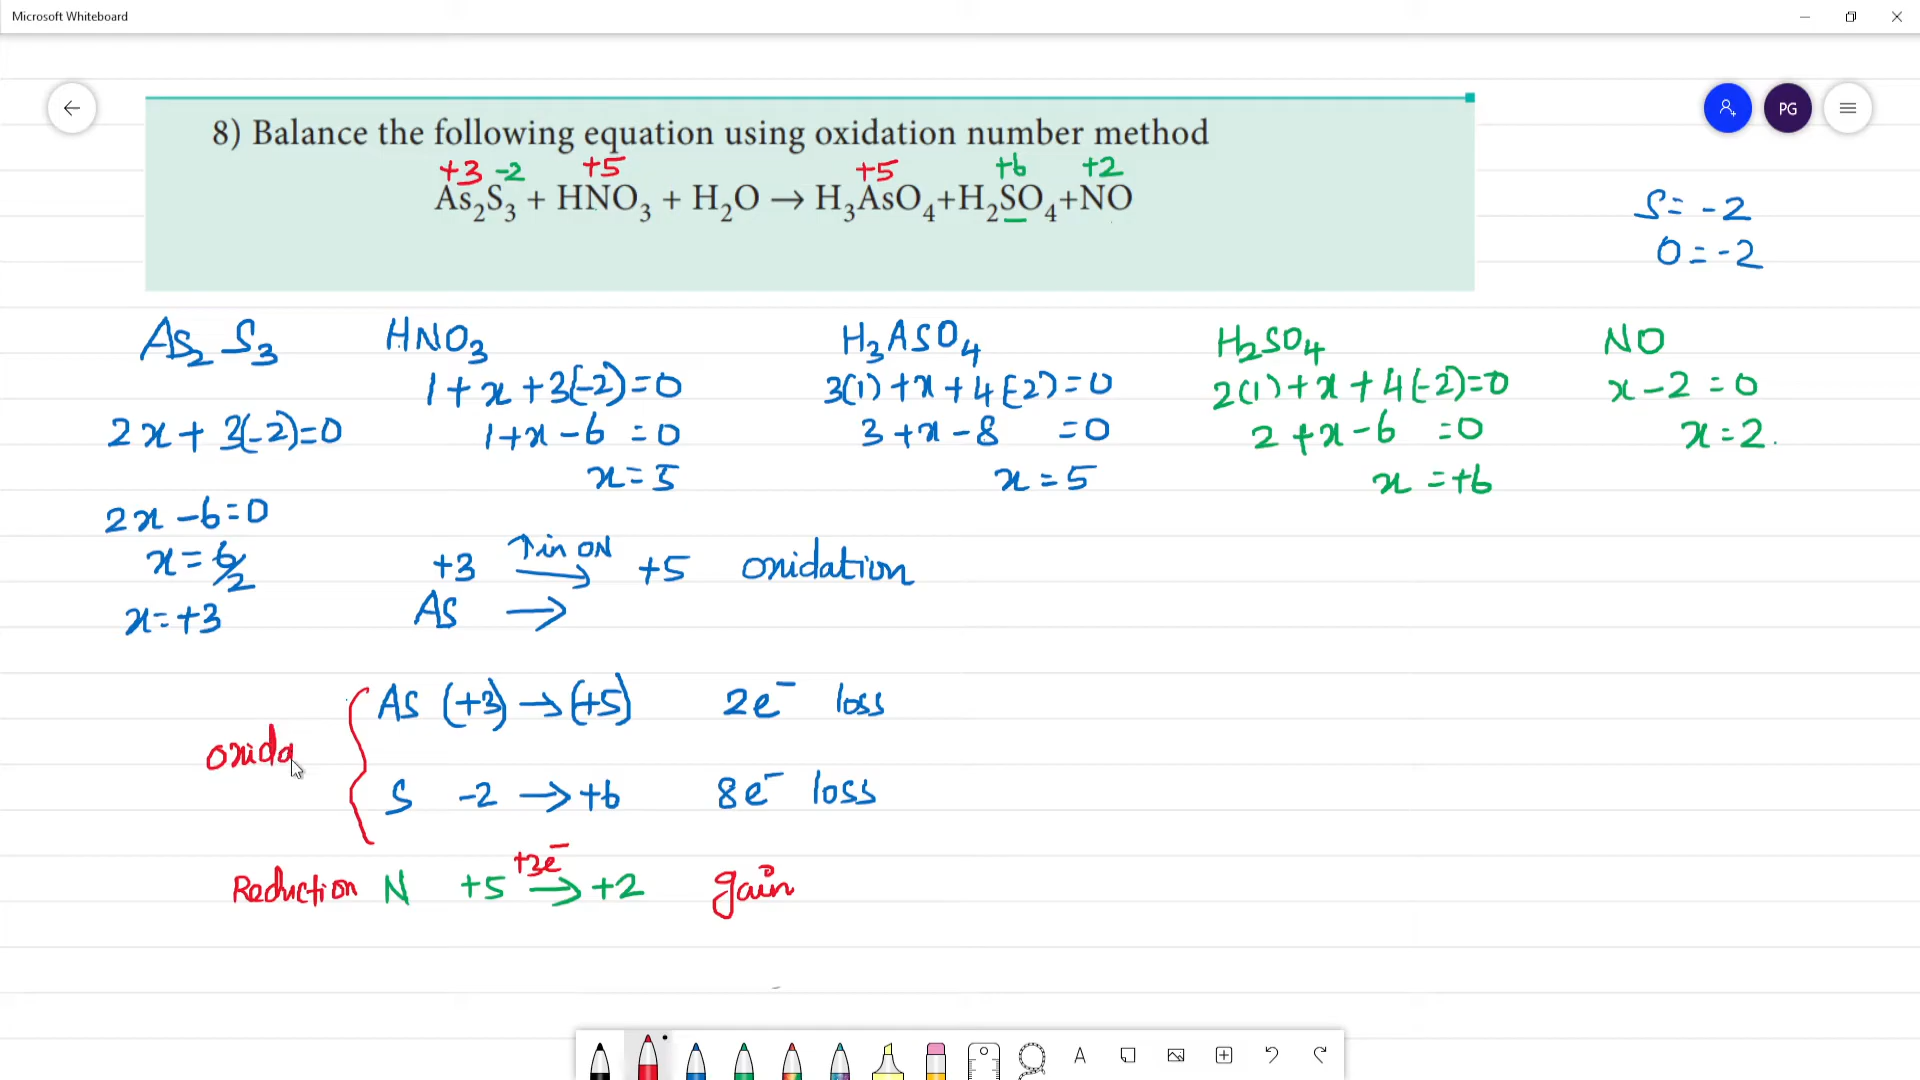 Microsoft Whiteboard
PG
8) Balance the following equation using oxidation number method
+3 -2 +5 +5 +6 +2
As₂S₃ + HNO₃ + H₂O → H₃AsO₄+H₂SO₄+NO
S = -2
O = -2
As₂ S₃
2x + 3(-2)=0
2x -6=0
x = 6/2
x = +3
HNO₃
1 + x + 3(-2)=0
1+x-6 =0
x = 5
H₃AsO₄
3(1)+x+4(-2)=0
3+x-8 =0
x = 5
H₂SO₄
2(1)+x+4(-2)=0
2+x-6 =0
x = +6
NO
x-2 = 0
x = 2.
+3 ↑in ON → +5 oxidation
As →
As (+3) → (+5) 2e⁻ loss
oxida
S -2 → +6 8e⁻ loss
+3e⁻
Reduction N +5 → +2 gain
A